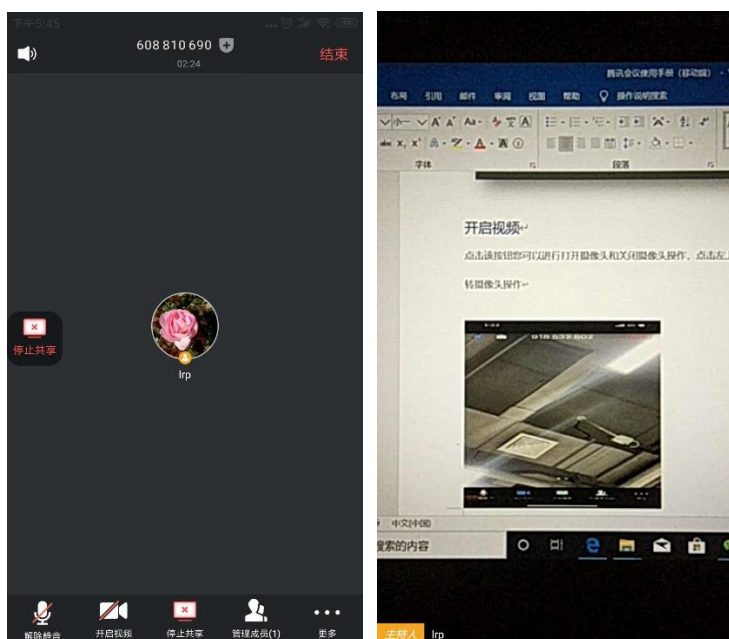 下午5:45
608 810 690
02:24
结束
停止共享
lrp
解除静音
开启视频
停止共享
管理成员(1)
更多
腾讯会议使用手册（移动端） -
布局 引用 邮件 审阅 视图 帮助 操作说明搜索
字体
段落
开启视频
点击该按钮您可以进行打开摄像头和关闭摄像头操作，点击左上
转摄像头操作
918 832 802
中文(中国)
搜索的内容
主持人 lrp